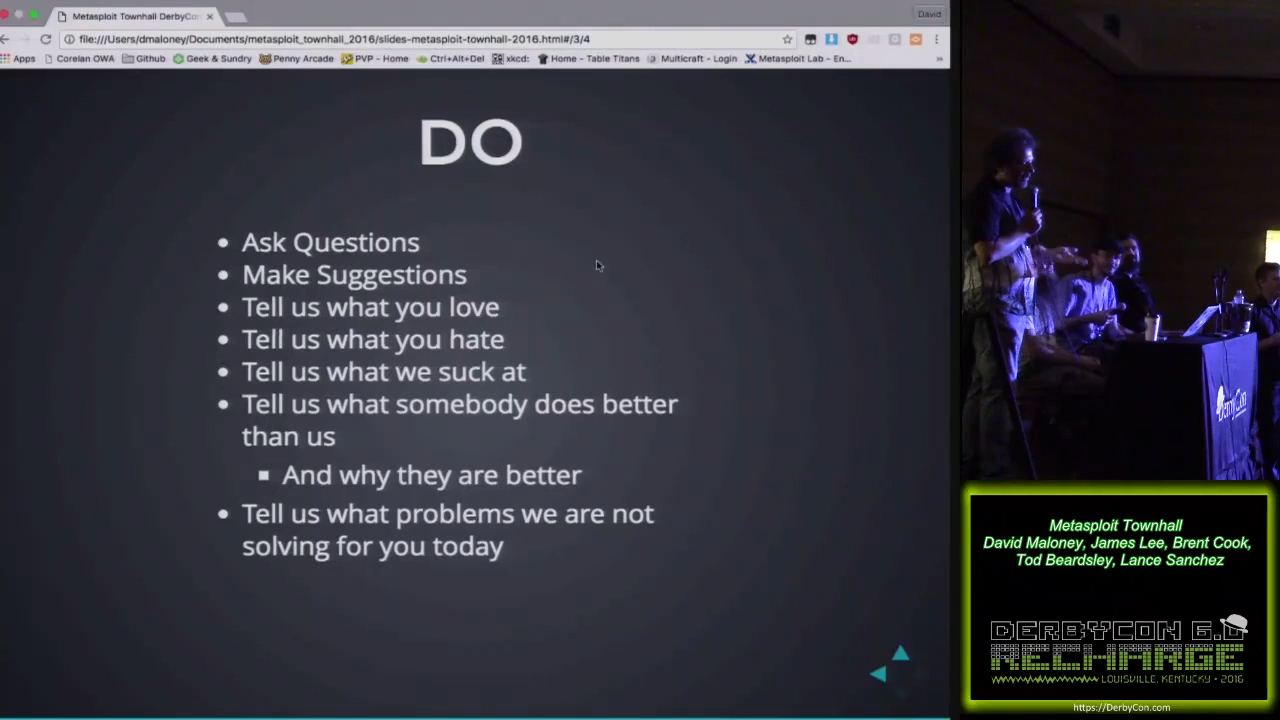 Metasploit Townhall DerbyCon
David
file:///Users/dmaloney/Documents/metasploit_townhall_2016/slides-metasploit-townhall-2016.html#/3/4
Apps Corelan OWA Github Geek & Sundry Penny Arcade PVP - Home Ctrl+Alt+Del xkcd: Home - Table Titans Multicraft - Login Metasploit Lab - En... »
DO
• Ask Questions
• Make Suggestions
• Tell us what you love
• Tell us what you hate
• Tell us what we suck at
• Tell us what somebody does better
than us
▪ And why they are better
• Tell us what problems we are not
solving for you today
DerbyCon
Metasploit Townhall
David Maloney, James Lee, Brent Cook,
Tod Beardsley, Lance Sanchez
DERBYCON 6.0
RECHARGE
LOUISVILLE, KENTUCKY • 2016
https://DerbyCon.com